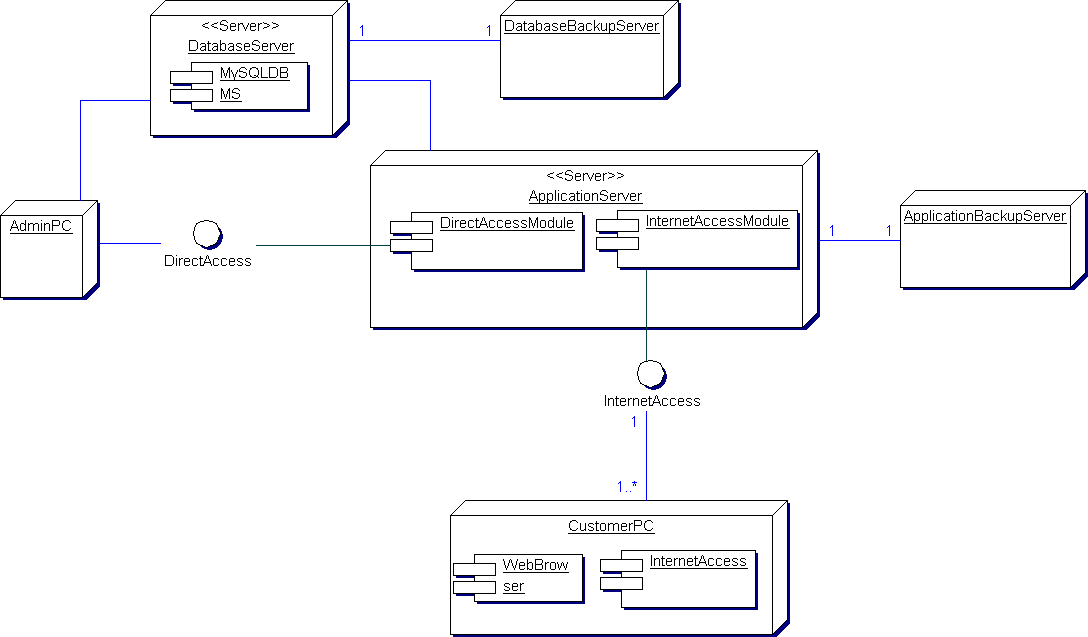 <<Server>>
DatabaseServer
MySQLDB
MS
1
1
DatabaseBackupServer
<<Server>>
ApplicationServer
DirectAccessModule
InternetAccessModule
AdminPC
DirectAccess
1
1
ApplicationBackupServer
InternetAccess
1
1..*
CustomerPC
WebBrow
ser
InternetAccess